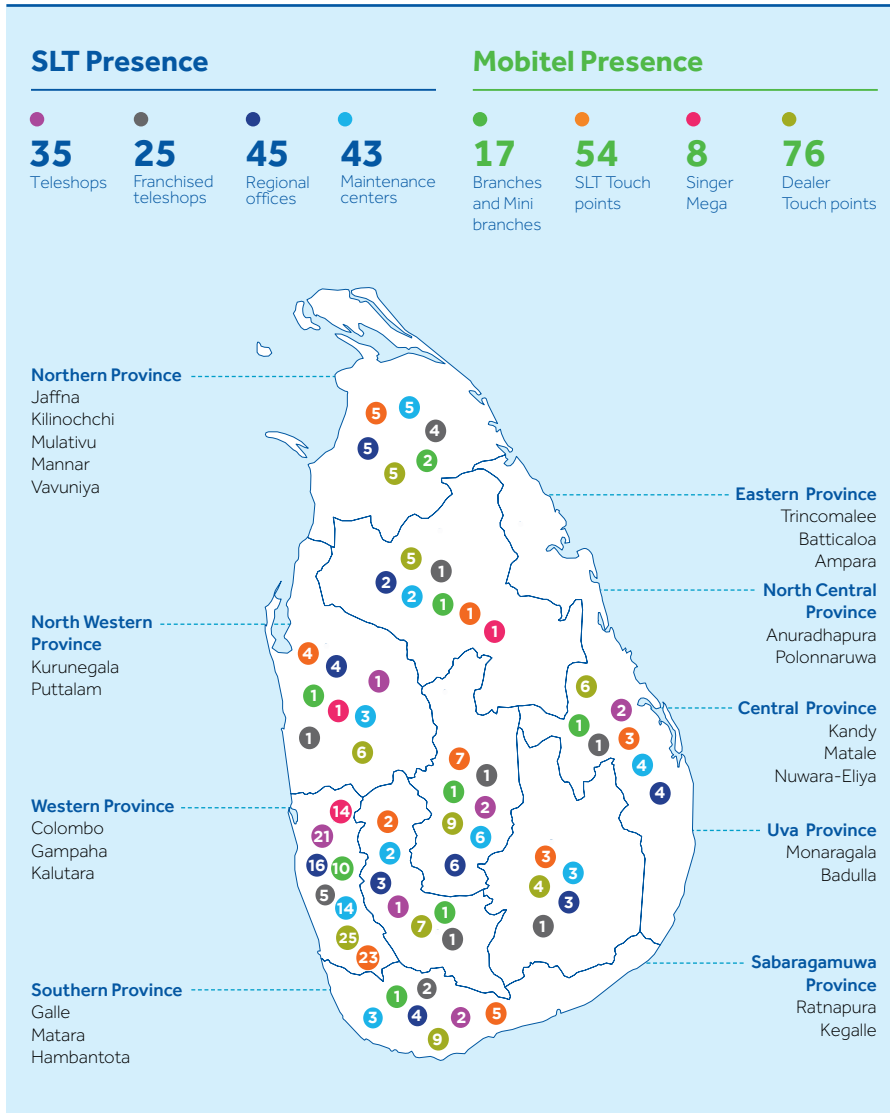 SLT Presence
35
Teleshops
25
Franchised
teleshops
45
Regional
offices
43
Maintenance
centers
Mobitel Presence
17
Branches
and Mini
branches
54
SLT Touch
points
8
Singer
Mega
76
Dealer
Touch points
Northern Province
Jaffna
Kilinochchi
Mulativu
Mannar
Vavuniya
5
5
4
5
2
5
Eastern Province
Trincomalee
Batticaloa
Ampara
5
1
2
2
1
1
1
North Central
Province
Anuradhapura
Polonnaruwa
North Western
Province
Kurunegala
Puttalam
4
4
1
1
1
3
1
6
6
2
1
3
1
4
4
Central Province
Kandy
Matale
Nuwara-Eliya
7
1
1
2
9
6
6
Western Province
Colombo
Gampaha
Kalutara
14
21
16
10
5
14
25
23
2
2
3
1
1
7
1
Uva Province
Monaragala
Badulla
3
3
4
3
1
Sabaragamuwa
Province
Ratnapura
Kegalle
Southern Province
Galle
Matara
Hambantota
2
1
3
4
2
5
9